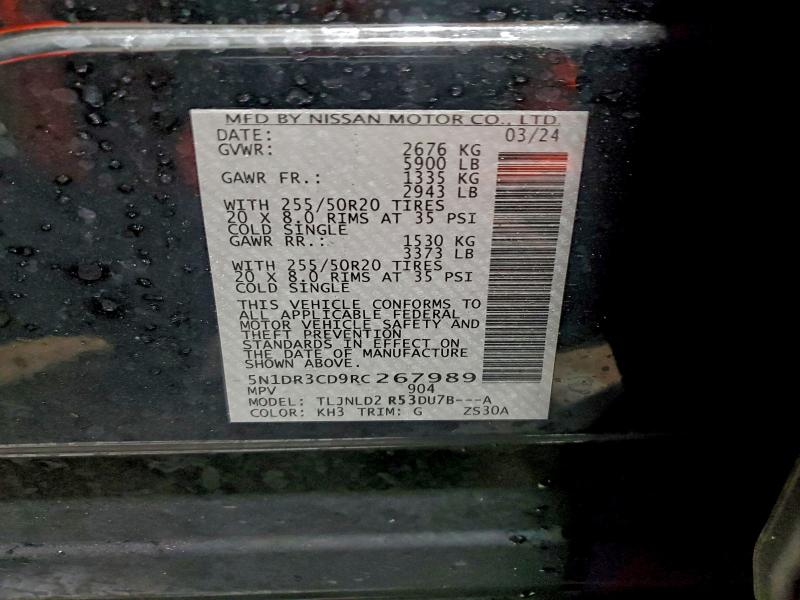 MFD BY NISSAN MOTOR CO., LTD.
DATE: 03/24
GVWR: 2676 KG
5900 LB
GAWR FR.: 1335 KG
2943 LB
WITH 255/50R20 TIRES
20 X 8.0 RIMS AT 35 PSI
COLD SINGLE
GAWR RR.: 1530 KG
3373 LB
WITH 255/50R20 TIRES
20 X 8.0 RIMS AT 35 PSI
COLD SINGLE
THIS VEHICLE CONFORMS TO
ALL APPLICABLE FEDERAL
MOTOR VEHICLE SAFETY AND
THEFT PREVENTION
STANDARDS IN EFFECT ON
THE DATE OF MANUFACTURE
SHOWN ABOVE.
5N1DR3CD9RC267989
MPV 904
MODEL: TLJNLD2 R53DU7B---A
COLOR: KH3 TRIM: G ZS30A